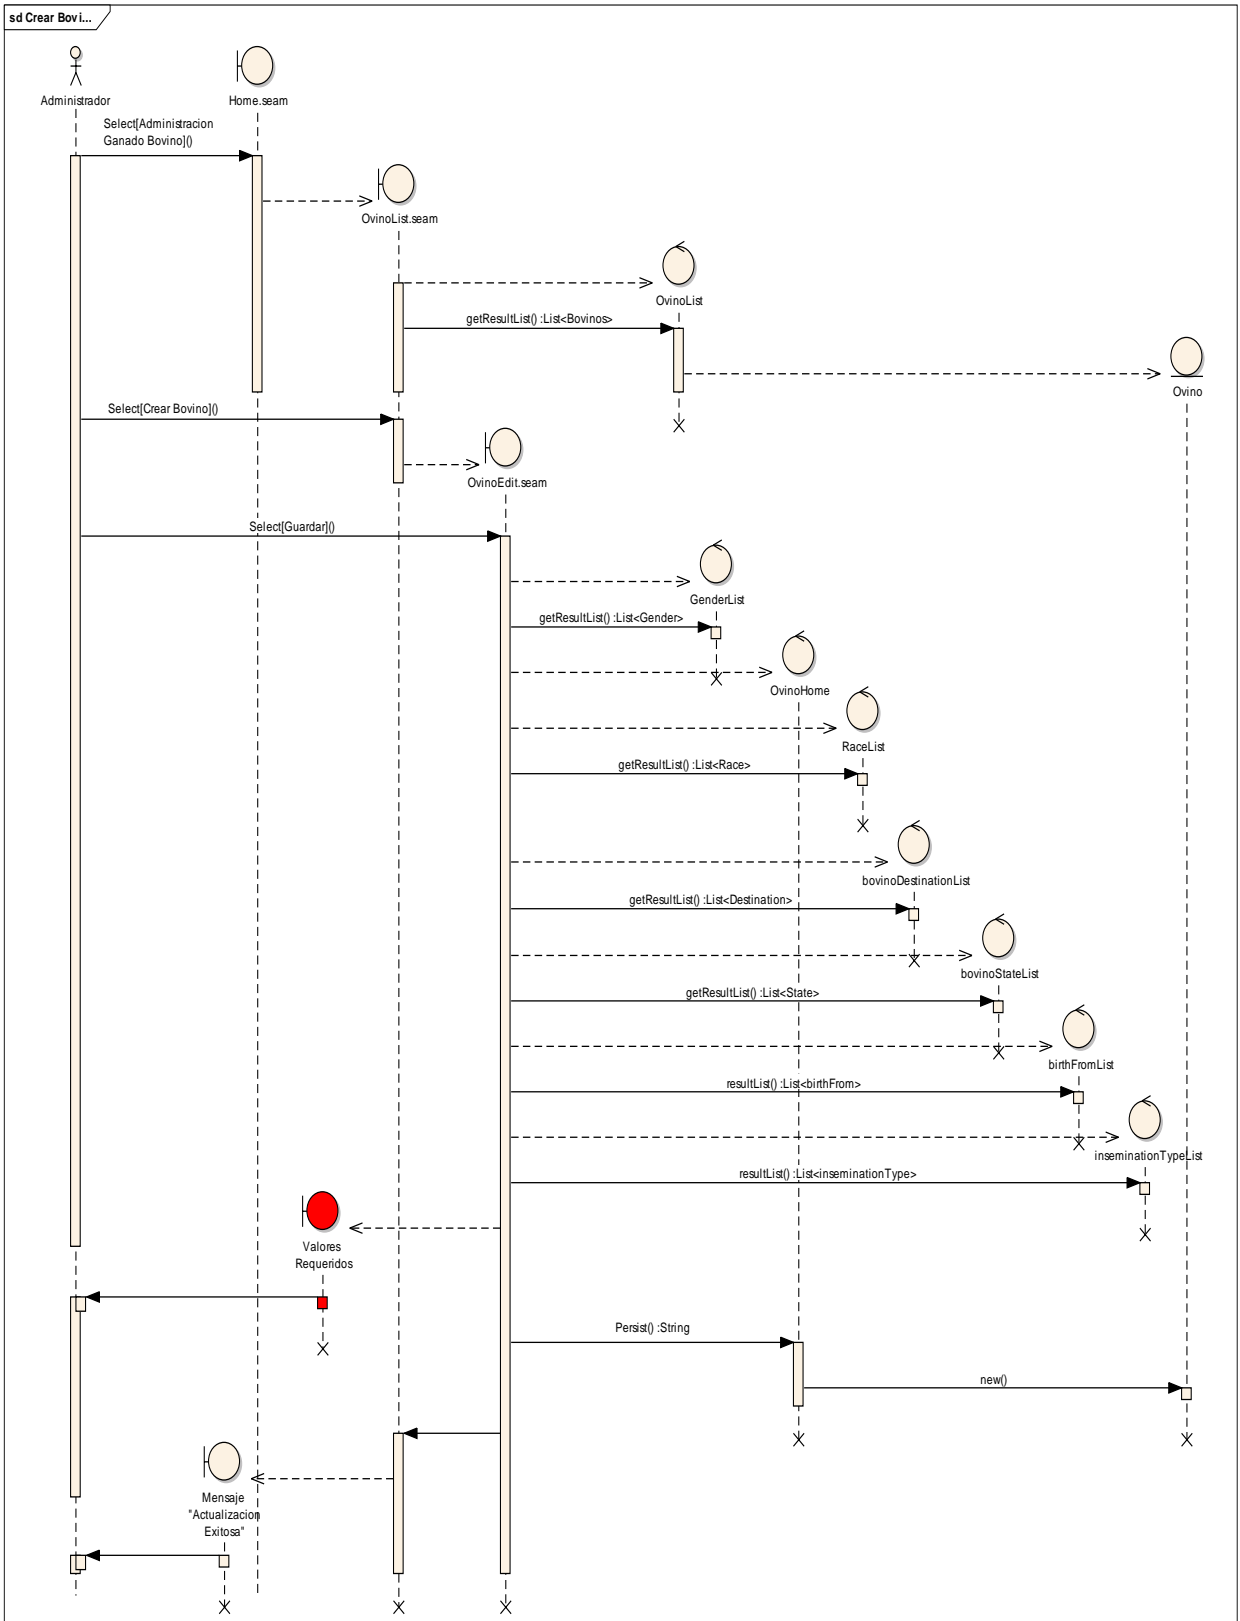 sd Crear Bovi...
Administrador
Home.seam
Select[Administracion
Ganado Bovino]()
OvinoList.seam
OvinoList
getResultList() :List<Bovinos>
Ovino
Select[Crear Bovino]()
OvinoEdit.seam
Select[Guardar]()
GenderList
getResultList() :List<Gender>
OvinoHome
RaceList
getResultList() :List<Race>
bovinoDestinationList
getResultList() :List<Destination>
bovinoStateList
getResultList() :List<State>
birthFromList
resultList() :List<birthFrom>
inseminationTypeList
resultList() :List<inseminationType>
Valores
Requeridos
Persist() :String
new()
Mensaje
"Actualizacion
Exitosa"